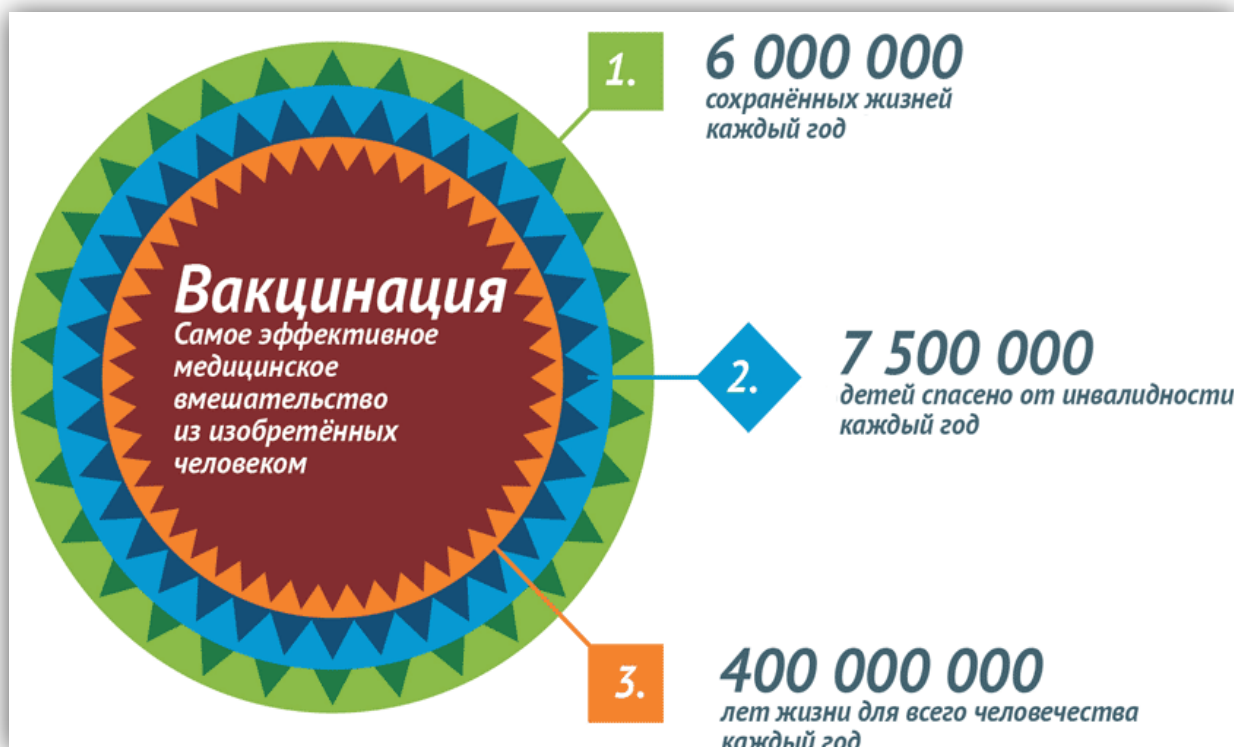 Вакцинация
Самое эффективное
медицинское
вмешательство
из изобретённых
человеком
1.
6 000 000
сохранённых жизней
каждый год
2.
7 500 000
детей спасено от инвалидности
каждый год
3.
400 000 000
лет жизни для всего человечества
каждый год